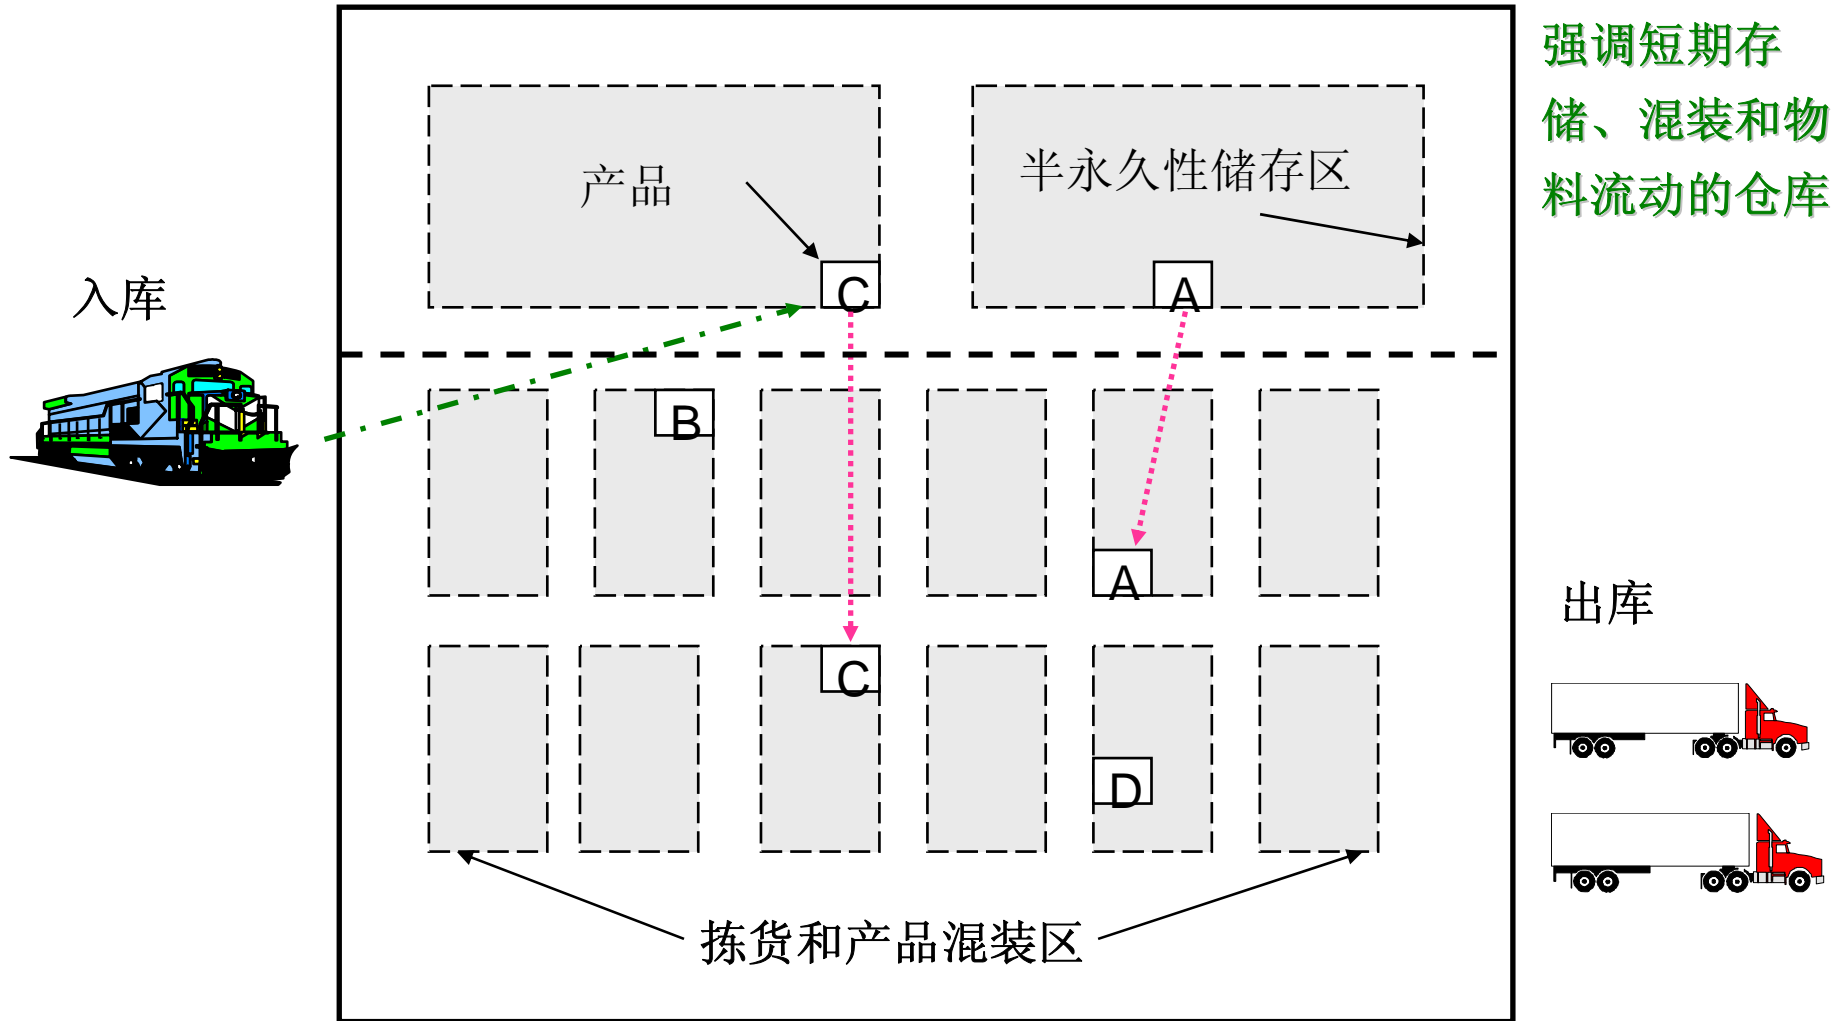 强调短期存
储、混装和物
料流动的仓库
产品
半永久性储存区
C
A
入库
B
A
出库
C
D
拣货和产品混装区